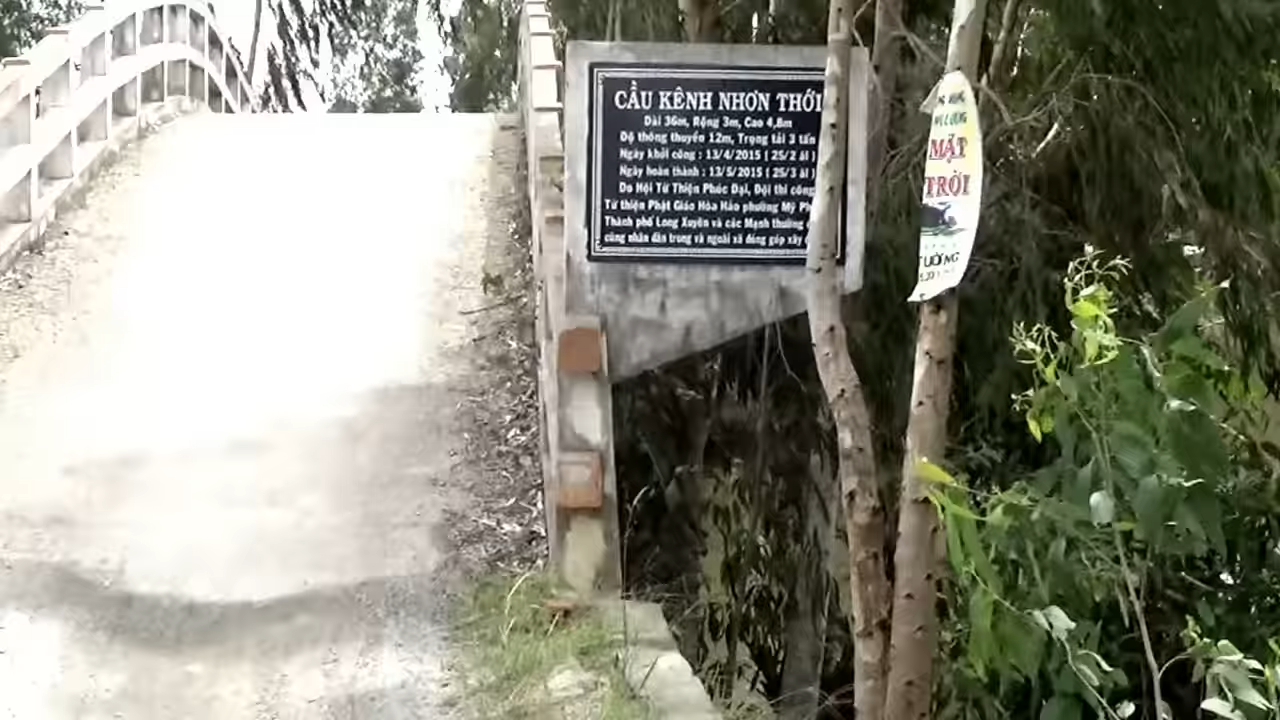 CẦU KÊNH NHƠN THỚI
Dài 36m, Rộng 3m, Cao 4,8m
Độ thông thuyền 12m, Trọng tải 3 tấn
Ngày khởi công : 13/4/2015 ( 25/2 âl )
Ngày hoàn thành : 13/5/2015 ( 25/3 âl )
Do Hội Từ Thiện Phúc Đại, Đội thi công
Từ thiện Phật Giáo Hòa Hảo phường Mỹ
Thành phố Long Xuyên và các Mạnh thường
cùng nhân dân trong và ngoài xã đóng góp xây
MẶT
TRỜI